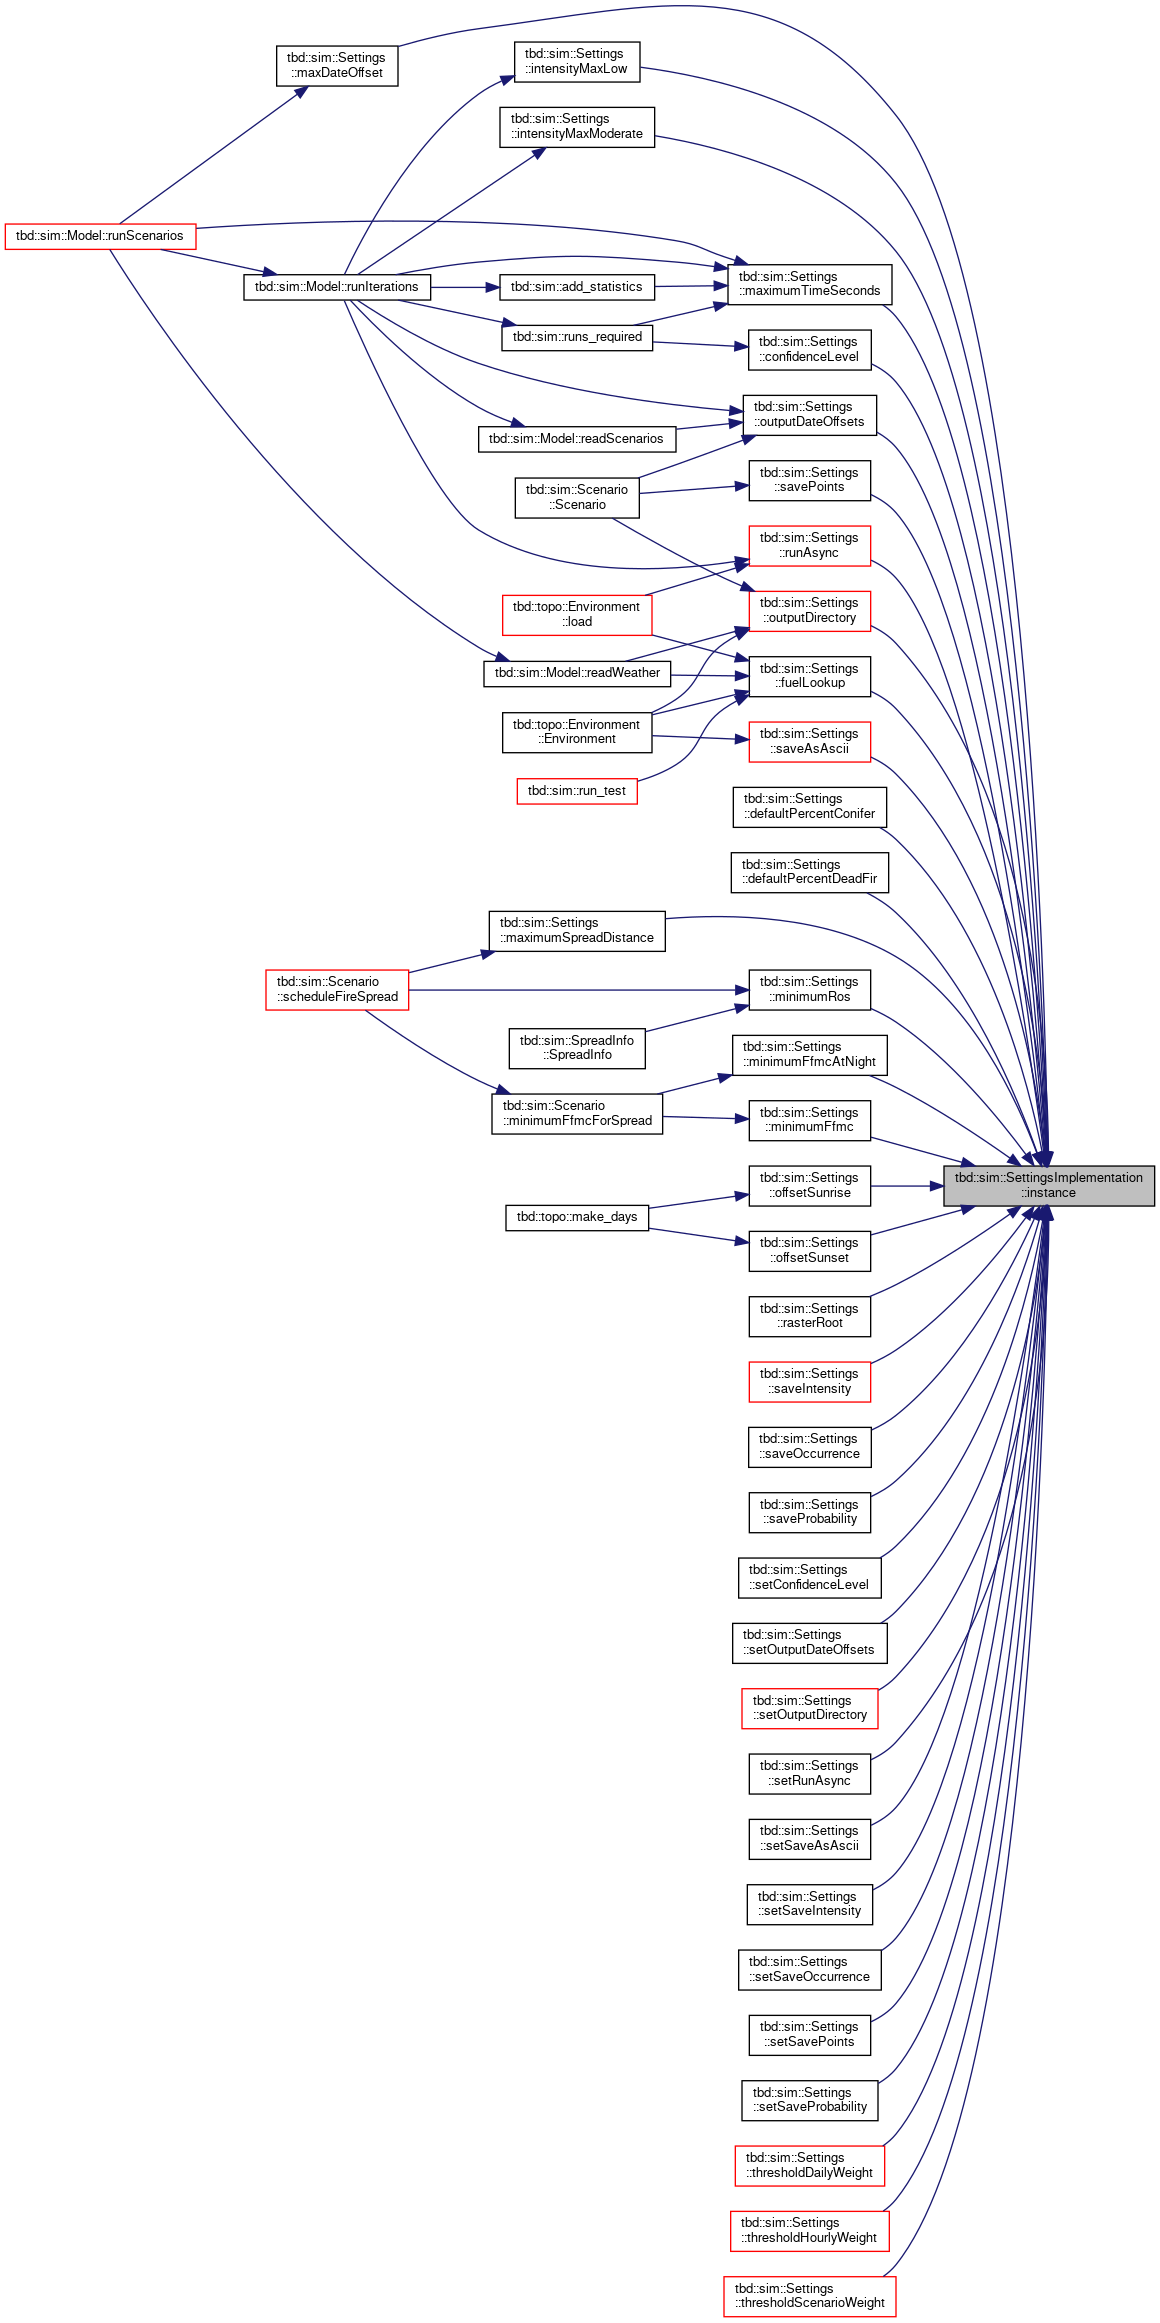 tbd::sim::Settings
::maxDateOffset
tbd::sim::Settings
::intensityMaxLow
tbd::sim::Settings
::intensityMaxModerate
tbd::sim::Model::runScenarios
tbd::sim::Model::runIterations
tbd::sim::add_statistics
tbd::sim::Settings
::maximumTimeSeconds
tbd::sim::runs_required
tbd::sim::Settings
::confidenceLevel
tbd::sim::Settings
::outputDateOffsets
tbd::sim::Model::readScenarios
tbd::sim::Scenario
::Scenario
tbd::sim::Settings
::savePoints
tbd::sim::Settings
::runAsync
tbd::topo::Environment
::load
tbd::sim::Settings
::outputDirectory
tbd::sim::Model::readWeather
tbd::sim::Settings
::fuelLookup
tbd::topo::Environment
::Environment
tbd::sim::Settings
::saveAsAscii
tbd::sim::run_test
tbd::sim::Settings
::defaultPercentConifer
tbd::sim::Settings
::defaultPercentDeadFir
tbd::sim::Settings
::maximumSpreadDistance
tbd::sim::Scenario
::scheduleFireSpread
tbd::sim::Settings
::minimumRos
tbd::sim::SpreadInfo
::SpreadInfo
tbd::sim::Settings
::minimumFfmcAtNight
tbd::sim::Scenario
::minimumFfmcForSpread
tbd::sim::Settings
::minimumFfmc
tbd::sim::SettingsImplementation
::instance
tbd::sim::Settings
::offsetSunrise
tbd::topo::make_days
tbd::sim::Settings
::offsetSunset
tbd::sim::Settings
::rasterRoot
tbd::sim::Settings
::saveIntensity
tbd::sim::Settings
::saveOccurrence
tbd::sim::Settings
::saveProbability
tbd::sim::Settings
::setConfidenceLevel
tbd::sim::Settings
::setOutputDateOffsets
tbd::sim::Settings
::setOutputDirectory
tbd::sim::Settings
::setRunAsync
tbd::sim::Settings
::setSaveAsAscii
tbd::sim::Settings
::setSaveIntensity
tbd::sim::Settings
::setSaveOccurrence
tbd::sim::Settings
::setSavePoints
tbd::sim::Settings
::setSaveProbability
tbd::sim::Settings
::thresholdDailyWeight
tbd::sim::Settings
::thresholdHourlyWeight
tbd::sim::Settings
::thresholdScenarioWeight